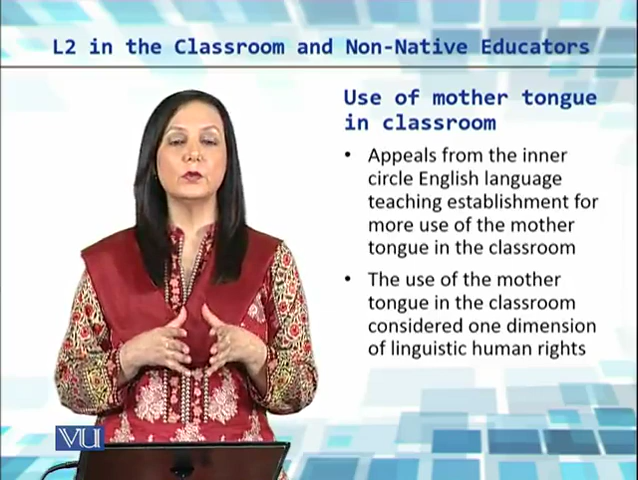 L2 in the Classroom and Non-Native Educators
Use of mother tongue
in classroom
• Appeals from the inner
circle English language
teaching establishment for
more use of the mother
tongue in the classroom
• The use of the mother
tongue in the classroom
considered one dimension
of linguistic human rights
VU